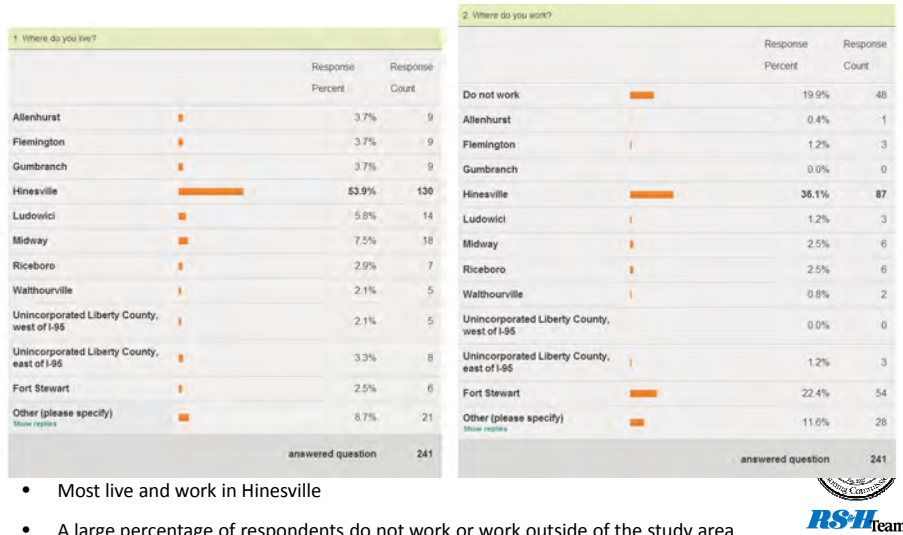 1. Where do you live?
Response Response
Percent Count
Allenhurst 3.7% 9
Flemington 3.7% 9
Gumbranch 3.7% 9
Hinesville 53.9% 130
Ludowici 5.8% 14
Midway 7.5% 18
Riceboro 2.9% 7
Walthourville 2.1% 5
Unincorporated Liberty County,
west of I-95 2.1% 5
Unincorporated Liberty County,
east of I-95 3.3% 8
Fort Stewart 2.5% 6
Other (please specify) 8.7% 21
Show replies
answered question 241
2. Where do you work?
Response Response
Percent Count
Do not work 19.9% 48
Allenhurst 0.4% 1
Flemington 1.2% 3
Gumbranch 0.0% 0
Hinesville 36.1% 87
Ludowici 1.2% 3
Midway 2.5% 6
Riceboro 2.5% 6
Walthourville 0.8% 2
Unincorporated Liberty County,
west of I-95 0.0% 0
Unincorporated Liberty County,
east of I-95 1.2% 3
Fort Stewart 22.4% 54
Other (please specify) 11.6% 28
Show replies
answered question 241
• Most live and work in Hinesville
• A large percentage of respondents do not work or work outside of the study area
RS&H Team